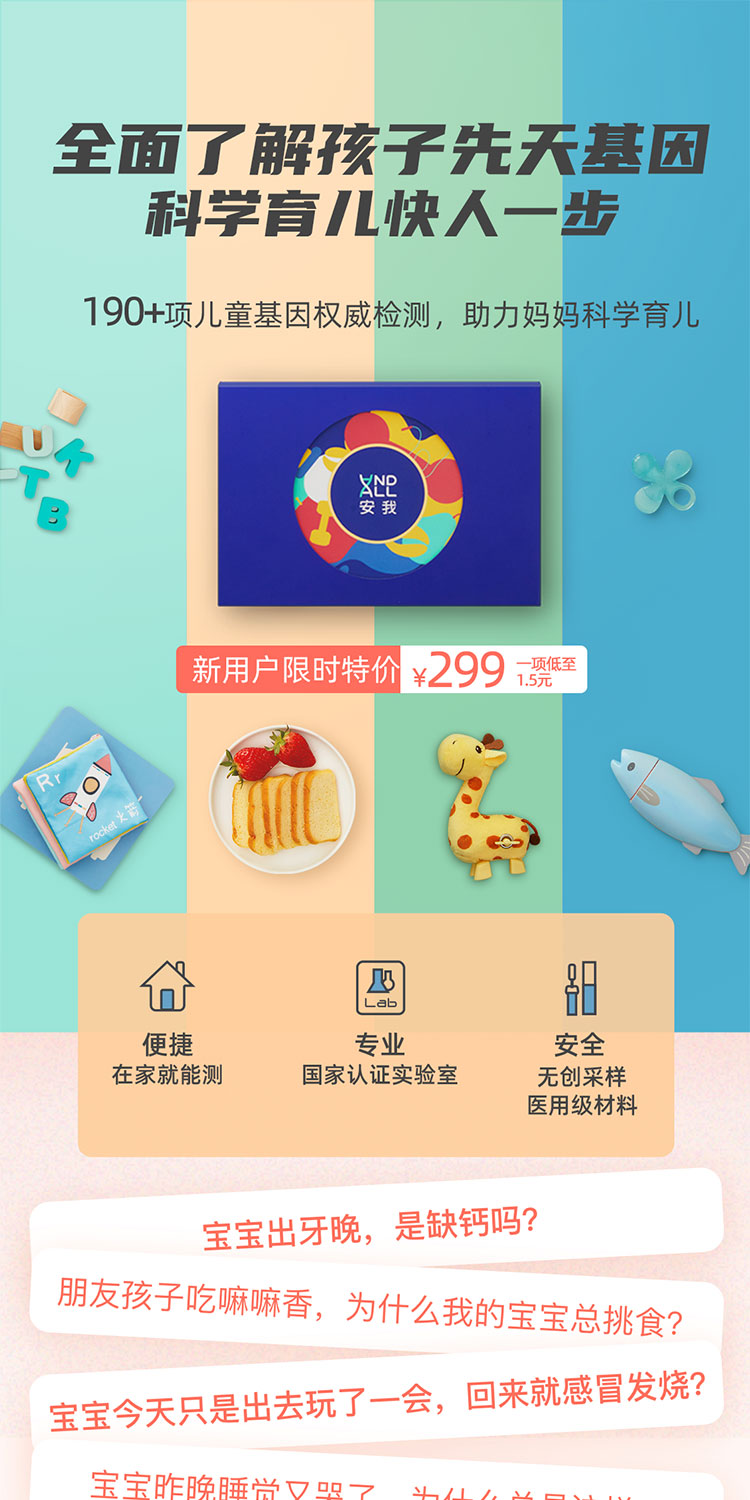 全面了解孩子先天基因
科学育儿快人一步
190+项儿童基因权威检测，助力妈妈科学育儿
UK
TB
AND
ALL
安我
新用户限时特价 ¥299 一项低至
1.5元
Rr
rocket 火箭
Lab
便捷
在家就能测
专业
国家认证实验室
安全
无创采样
医用级材料
宝宝出牙晚，是缺钙吗？
朋友孩子吃嘛嘛香，为什么我的宝宝总挑食？
宝宝今天只是出去玩了一会，回来就感冒发烧？
宝宝昨晚睡觉又哭了，为什么总是这样